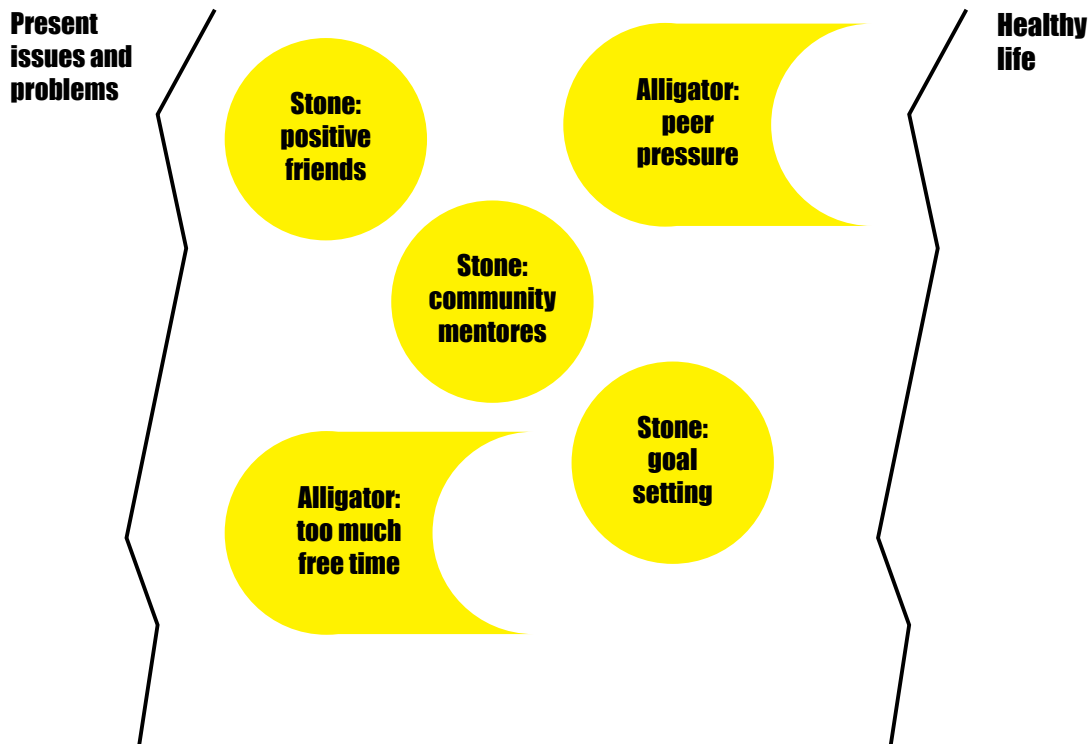 Present
issues and
problems
Healthy
life
Stone:
positive
friends
Alligator:
peer
pressure
Stone:
community
mentores
Stone:
goal
setting
Alligator:
too much
free time